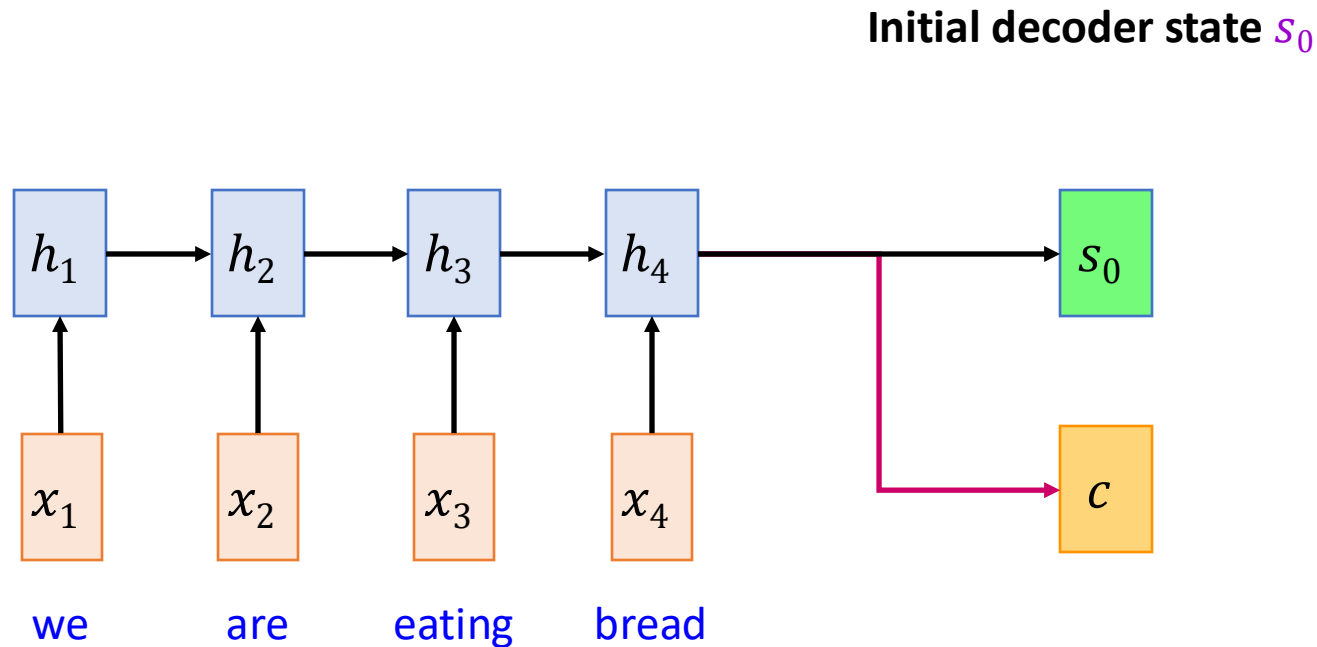 Initial decoder state s₀
h₁ h₂ h₃ h₄ s₀
x₁ x₂ x₃ x₄ c
we are eating bread